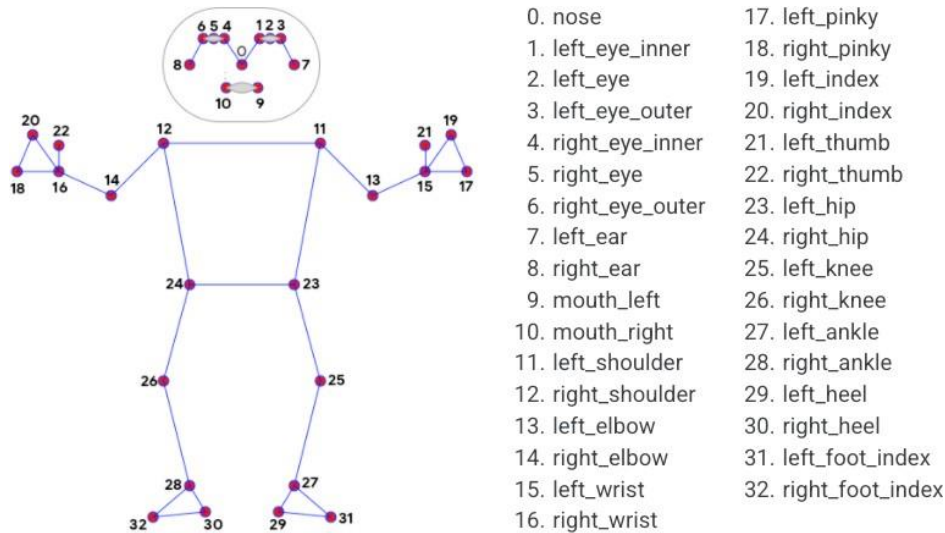 6 5 4 1 2 3
0
8 7
10 9
20 22 12 11 21 19
18 16 14 13 15 17
24 23
26 25
28 27
32 30 29 31
0. nose
1. left_eye_inner
2. left_eye
3. left_eye_outer
4. right_eye_inner
5. right_eye
6. right_eye_outer
7. left_ear
8. right_ear
9. mouth_left
10. mouth_right
11. left_shoulder
12. right_shoulder
13. left_elbow
14. right_elbow
15. left_wrist
16. right_wrist
17. left_pinky
18. right_pinky
19. left_index
20. right_index
21. left_thumb
22. right_thumb
23. left_hip
24. right_hip
25. left_knee
26. right_knee
27. left_ankle
28. right_ankle
29. left_heel
30. right_heel
31. left_foot_index
32. right_foot_index